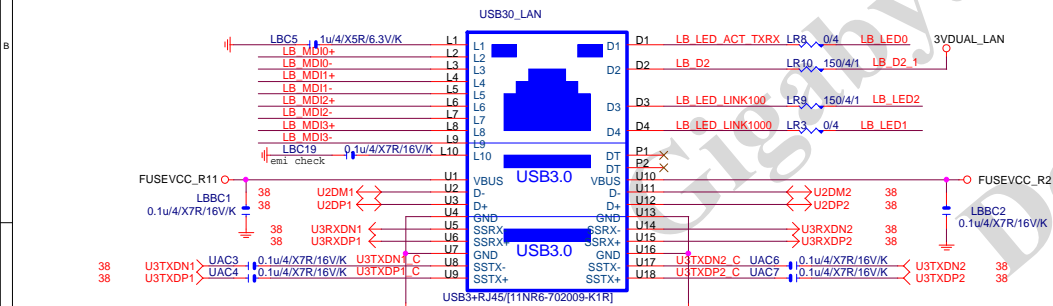 USB30_LAN
B
LBC5 1u/4/X5R/6.3V/K L1 L1 D1 D1 LB_LED_ACT_TXRX LR8 0/4 LB_LED0 3VDUAL_LAN
LB_MDI0+ L2 L2
LB_MDI0- L3 L3 D2 D2 LB_D2 LR10 150/4/1 LB_D2_1
LB_MDI1+ L4 L4
LB_MDI1- L5 L5
LB_MDI2+ L6 L6 D3 D3 LB_LED_LINK100 LR9 150/4/1 LB_LED2
LB_MDI2- L7 L7
LB_MDI3+ L8 L8 D4 D4 LB_LED_LINK1000 LR3 0/4 LB_LED1
LB_MDI3- L9 L9
LBC19 0.1u/4/X7R/16V/K L10 L10 DT P1
emi check
DT P2
FUSEVCC_R11 U1 VBUS USB3.0 VBUS U10 FUSEVCC_R2
38 U2DM1 U2 D- D- U11 U2DM2 38
LBBC1
38 U2DP1 U3 D+ D+ U12 U2DP2 38
LBBC2
0.1u/4/X7R/16V/K U4 GND GND U13 0.1u/4/X7R/16V/K
38 U3RXDN1 U5 SSRX- SSRX- U14 U3RXDN2 38
38 U3RXDP1 U6 SSRX+ SSRX+ U15 U3RXDP2 38
USB3.0
U7 GND GND U16
38 U3TXDN1 UAC3 0.1u/4/X7R/16V/K U3TXDN1_C U8 SSTX- SSTX- U17 U3TXDN2_C UAC6 0.1u/4/X7R/16V/K U3TXDN2 38
38 U3TXDP1 UAC4 0.1u/4/X7R/16V/K U3TXDP1_C U9 SSTX+ SSTX+ U18 U3TXDP2_C UAC7 0.1u/4/X7R/16V/K U3TXDP2 38
USB3+RJ45/[11NR6-702009-K1R]
Gigaby
D